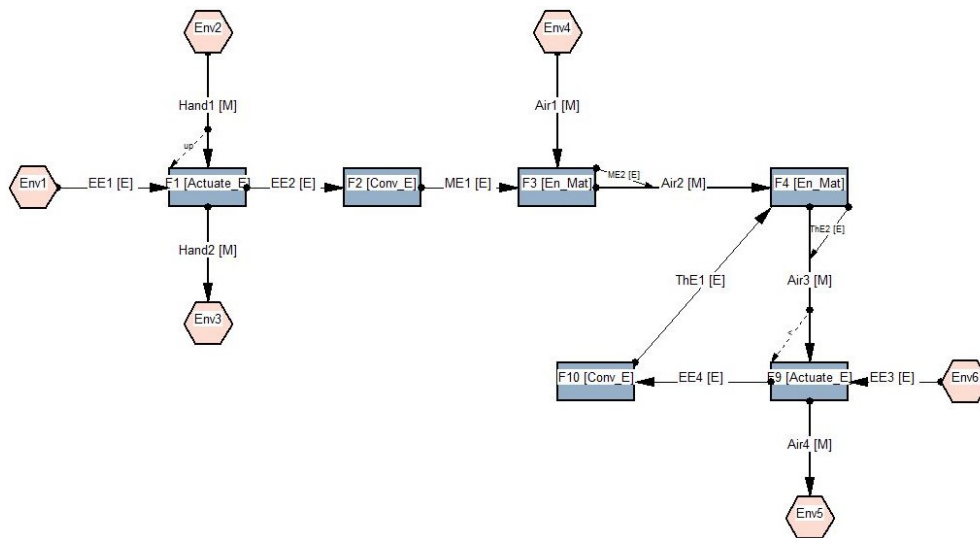 Env2
Env4
Hand1 [M]
Air1 [M]
up
Env1
EE1 [E]
F1 [Actuate_E]
EE2 [E]
F2 [Conv_E]
ME1 [E]
F3 [En_Mat]
ME2 [E]
Air2 [M]
F4 [En_Mat]
ThE2 [E]
Hand2 [M]
ThE1 [E]
Air3 [M]
Env3
<
F10 [Conv_E]
EE4 [E]
F9 [Actuate_E]
EE3 [E]
Env6
Air4 [M]
Env5